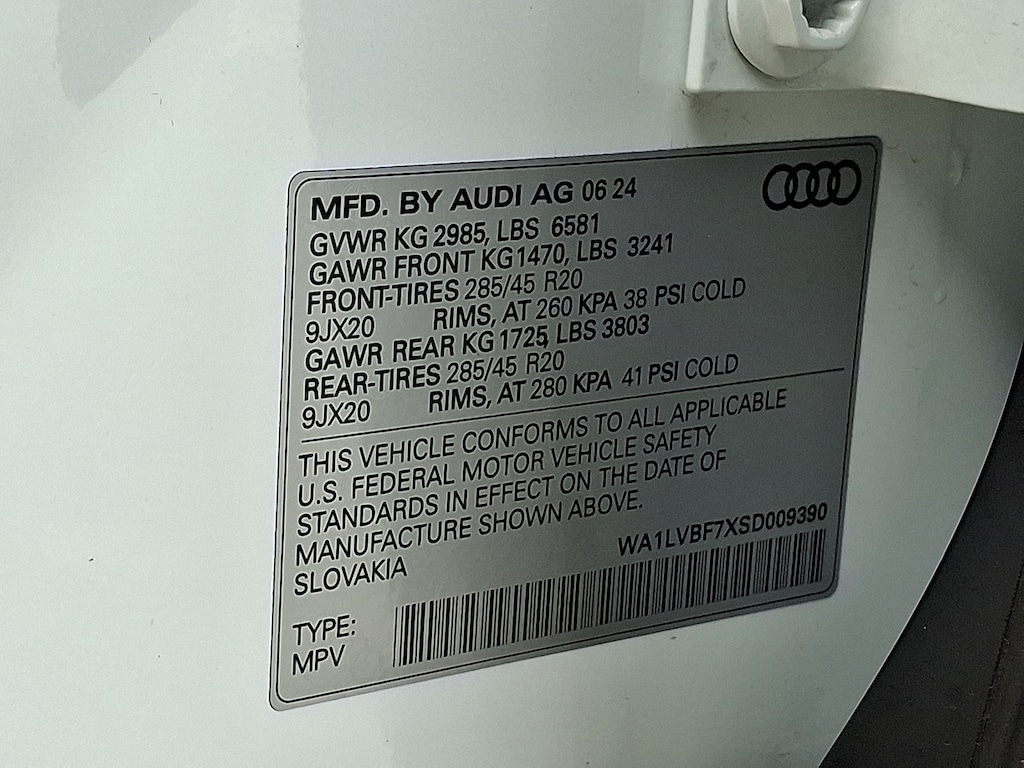 MFD. BY AUDI AG 06 24
GVWR KG 2985, LBS 6581
GAWR FRONT KG 1470, LBS 3241
FRONT-TIRES 285/45 R20
9JX20 RIMS, AT 260 KPA 38 PSI COLD
GAWR REAR KG 1725, LBS 3803
REAR-TIRES 285/45 R20
9JX20 RIMS, AT 280 KPA 41 PSI COLD
THIS VEHICLE CONFORMS TO ALL APPLICABLE
U.S. FEDERAL MOTOR VEHICLE SAFETY
STANDARDS IN EFFECT ON THE DATE OF
MANUFACTURE SHOWN ABOVE.
SLOVAKIA
WA1LVBF7XSD009390
TYPE:
MPV